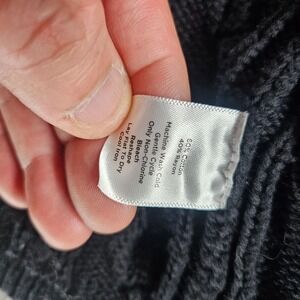 60% Cotton
40% Rayon
Machine Wash Cold
Gentle Cycle
Only Non-Chlorine
Bleach
Reshape
Lay Flat To Dry
Cool Iron